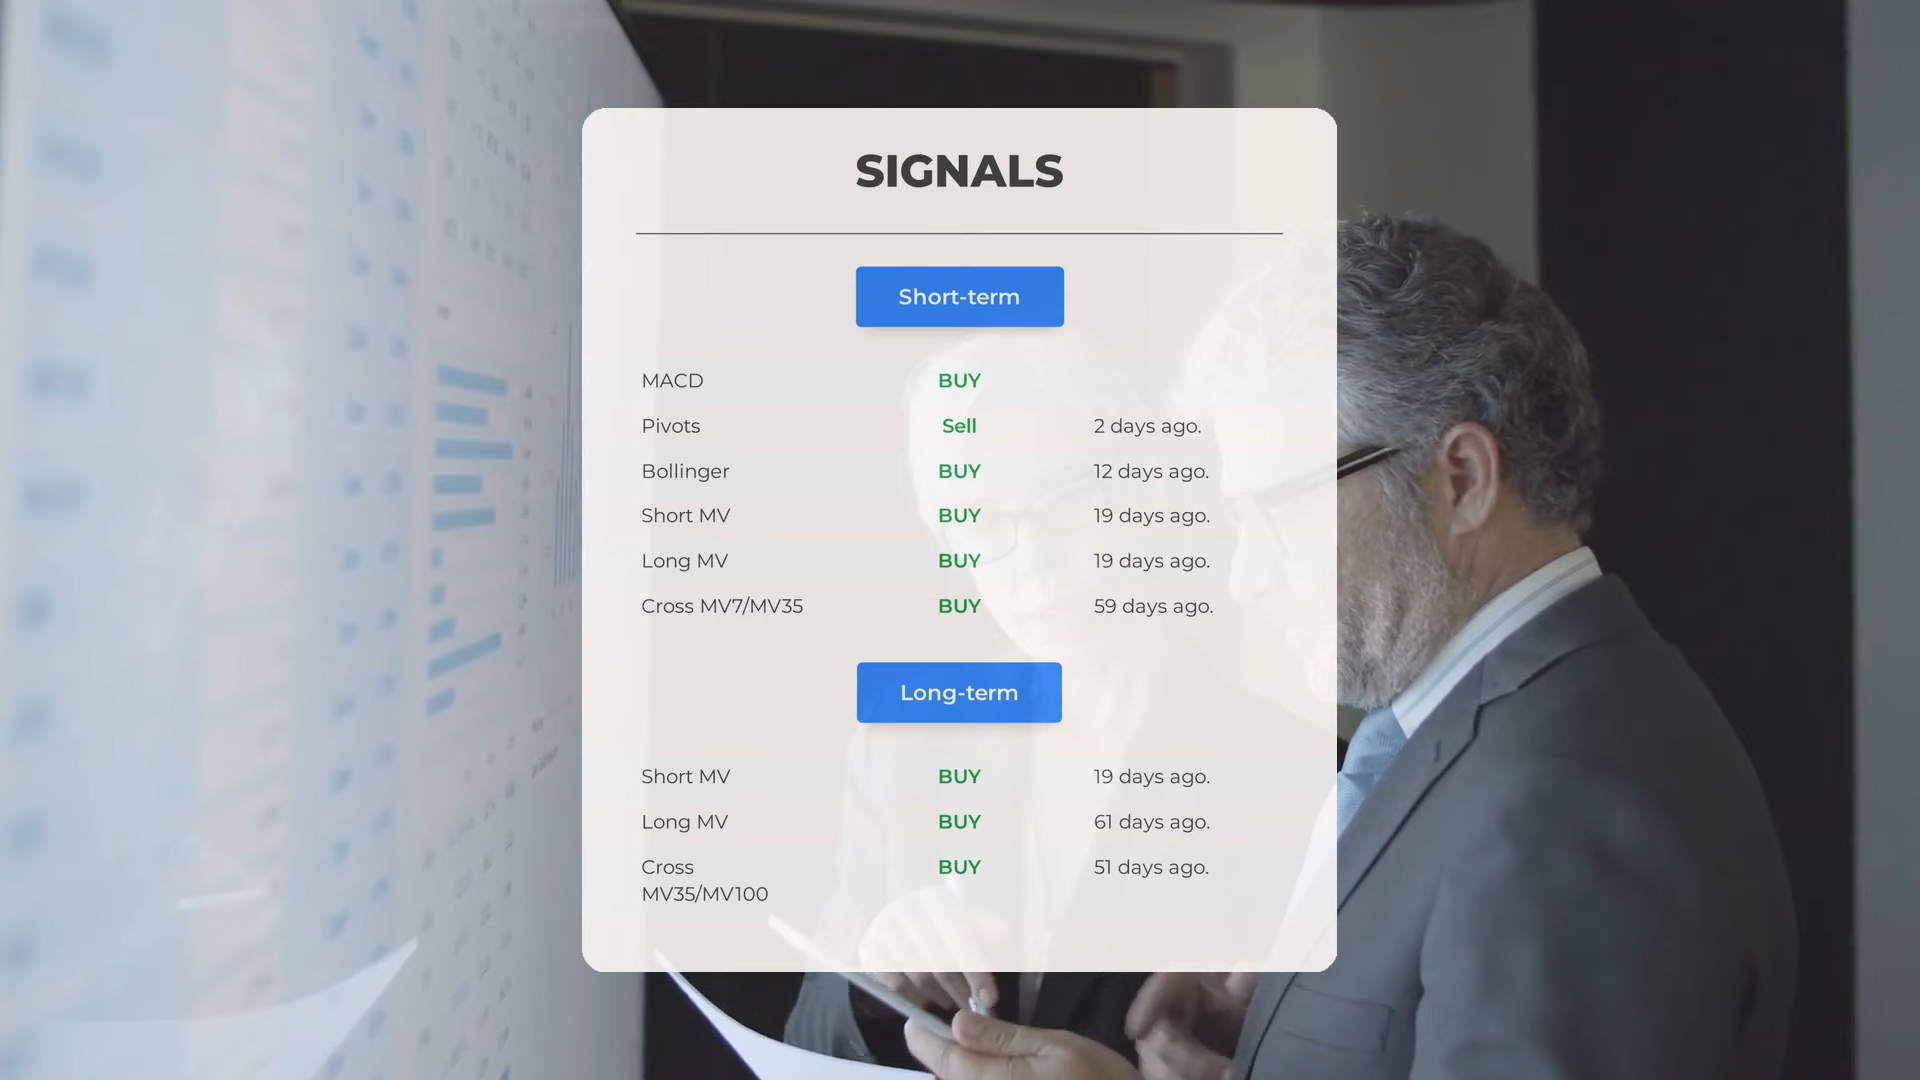 SIGNALS
Short-term
MACD BUY
Pivots Sell 2 days ago.
Bollinger BUY 12 days ago.
Short MV BUY 19 days ago.
Long MV BUY 19 days ago.
Cross MV7/MV35 BUY 59 days ago.
Long-term
Short MV BUY 19 days ago.
Long MV BUY 61 days ago.
Cross BUY 51 days ago.
MV35/MV100